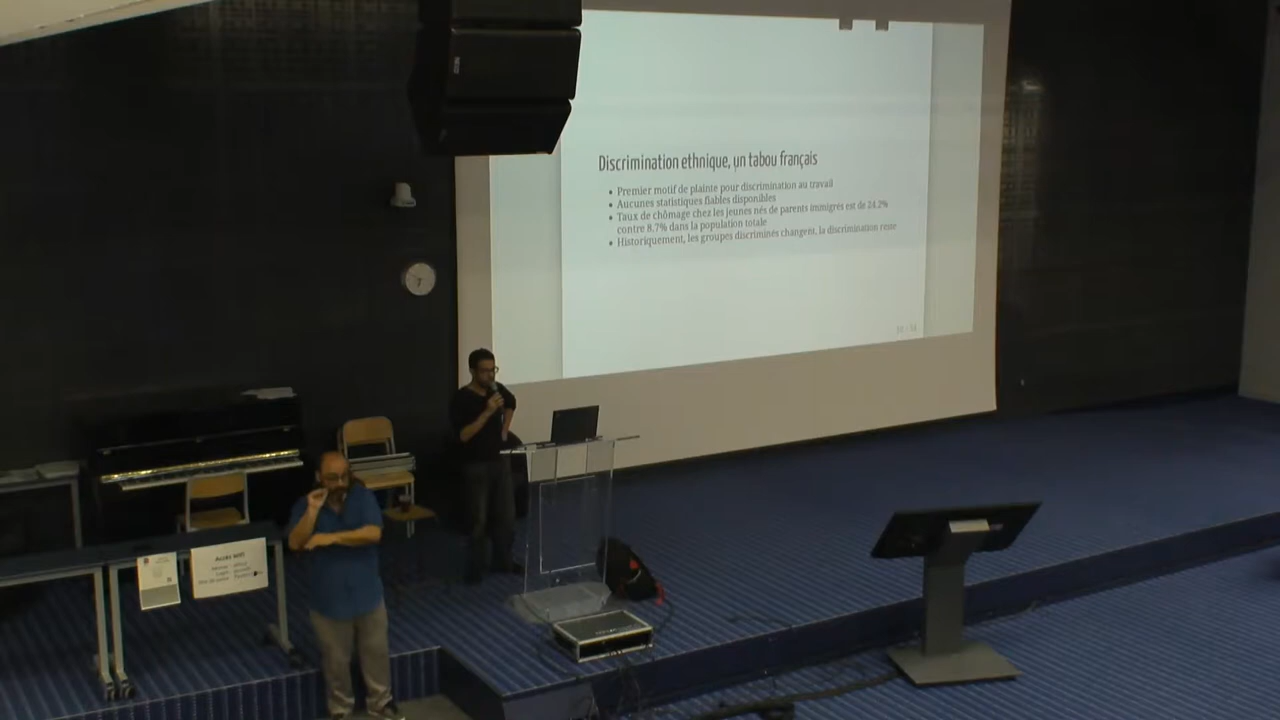 Discrimination ethnique, un tabou français
Premier motif de plainte pour discrimination au travail
Aucunes statistiques fiables disponibles
Taux de chômage chez les jeunes nés de parents immigrés est de 24.2%
contre 8.7% dans la population totale
Historiquement, les groupes discriminés changent, la discrimination reste
Accès WIFI